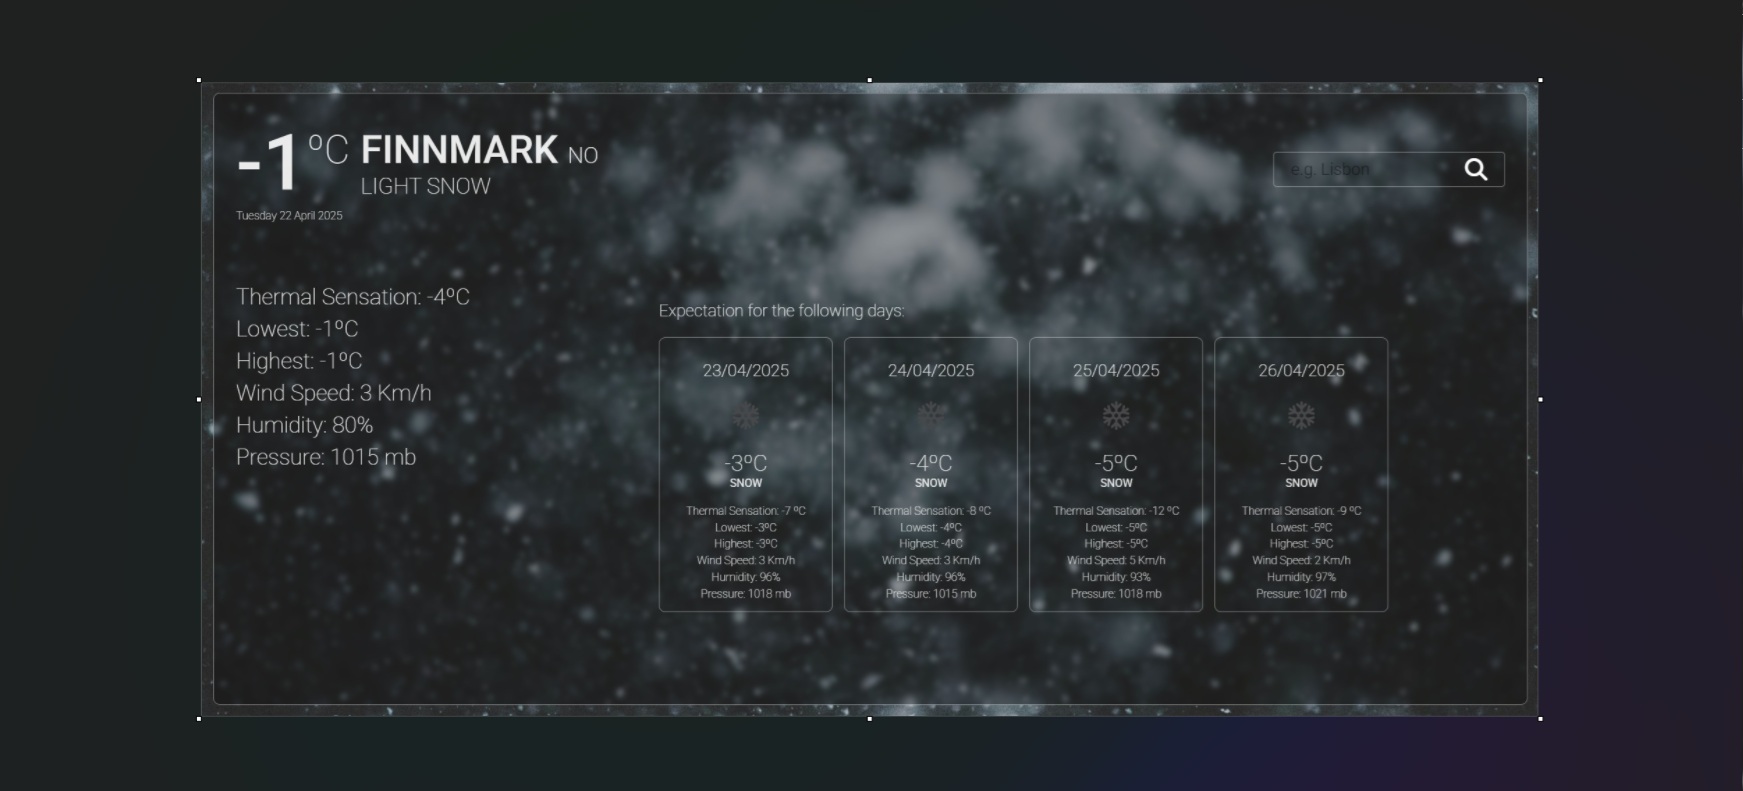 -1ºC FINNMARK NO
LIGHT SNOW
Tuesday 22 April 2025
e.g. Lisbon
Thermal Sensation: -4ºC
Lowest: -1ºC
Highest: -1ºC
Wind Speed: 3 Km/h
Humidity: 80%
Pressure: 1015 mb
Expectation for the following days:
23/04/2025
-3ºC
SNOW
Thermal Sensation: -7 ºC
Lowest: -3ºC
Highest: -3ºC
Wind Speed: 3 Km/h
Humidity: 96%
Pressure: 1018 mb
24/04/2025
-4ºC
SNOW
Thermal Sensation: -8 ºC
Lowest: -4ºC
Highest: -4ºC
Wind Speed: 3 Km/h
Humidity: 96%
Pressure: 1015 mb
25/04/2025
-5ºC
SNOW
Thermal Sensation: -12 ºC
Lowest: -5ºC
Highest: -5ºC
Wind Speed: 5 Km/h
Humidity: 93%
Pressure: 1018 mb
26/04/2025
-5ºC
SNOW
Thermal Sensation: -9 ºC
Lowest: -5ºC
Highest: -5ºC
Wind Speed: 2 Km/h
Humidity: 97%
Pressure: 1021 mb